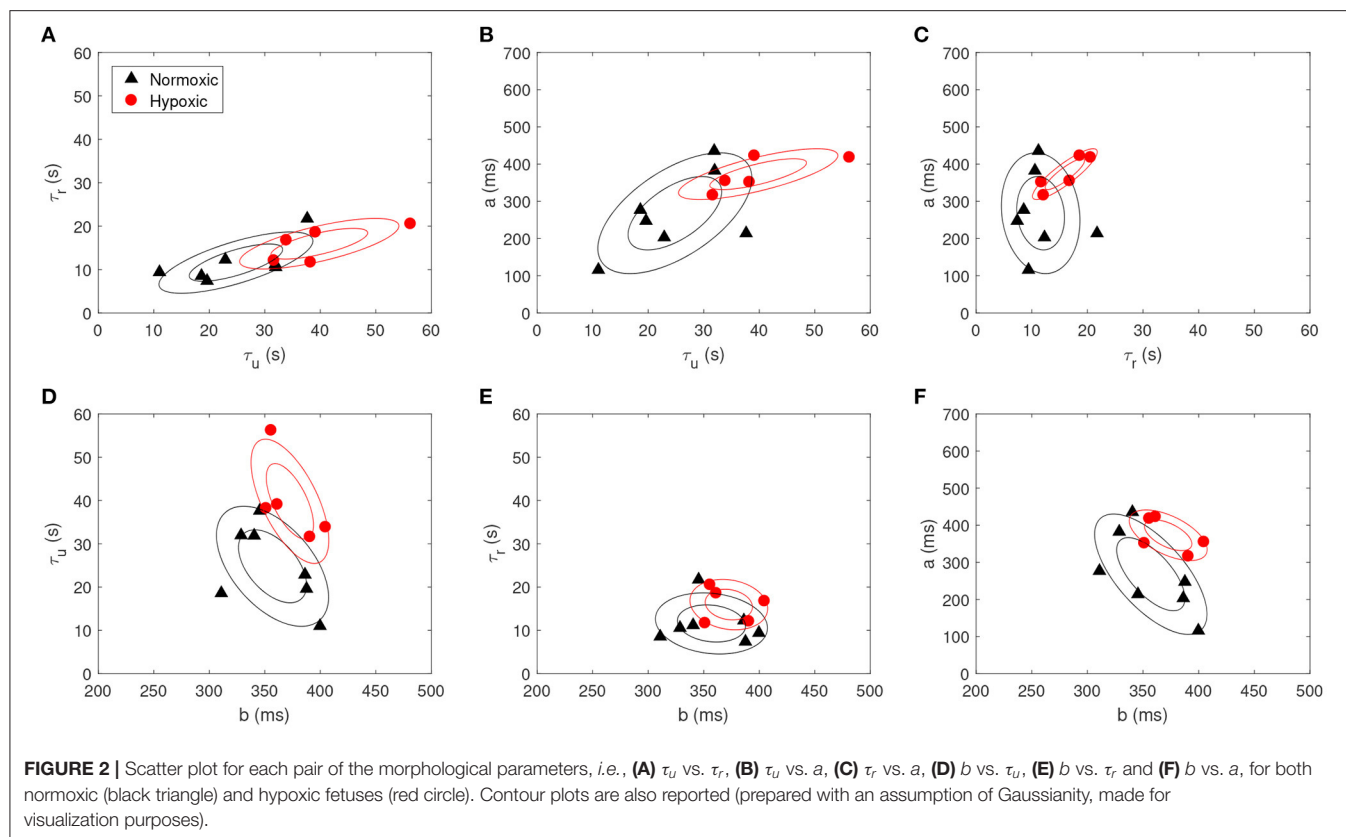 A
60
50
40
30
20
10
0
τ_r (s)
▲ Normoxic
● Hypoxic
0 10 20 30 40 50 60
τ_u (s)
B
700
600
500
400
300
200
100
0
a (ms)
0 10 20 30 40 50 60
τ_u (s)
C
700
600
500
400
300
200
100
0
a (ms)
0 10 20 30 40 50 60
τ_r (s)
D
60
50
40
30
20
10
0
τ_u (s)
200 250 300 350 400 450 500
b (ms)
E
60
50
40
30
20
10
0
τ_r (s)
200 250 300 350 400 450 500
b (ms)
F
700
600
500
400
300
200
100
0
a (ms)
200 250 300 350 400 450 500
b (ms)
FIGURE 2 | Scatter plot for each pair of the morphological parameters, i.e., (A) τu vs. τr, (B) τu vs. a, (C) τr vs. a, (D) b vs. τu, (E) b vs. τr and (F) b vs. a, for both
normoxic (black triangle) and hypoxic fetuses (red circle). Contour plots are also reported (prepared with an assumption of Gaussianity, made for
visualization purposes).